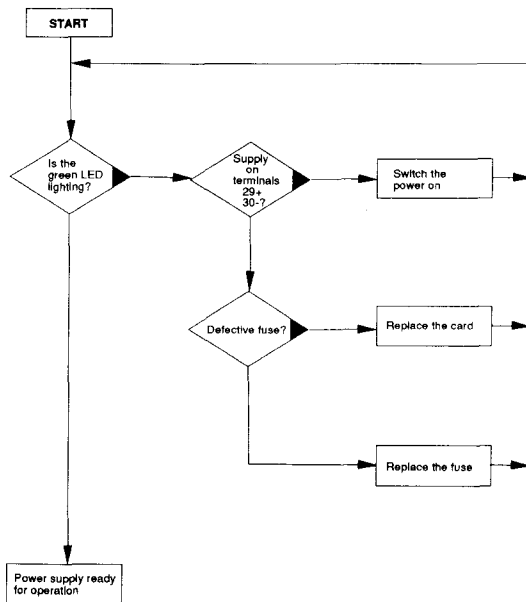 START
Is the
green LED
lighting?
Supply
on
terminals
29+
30-?
Switch the
power on
Defective fuse?
Replace the card
Replace the fuse
Power supply ready
for operation